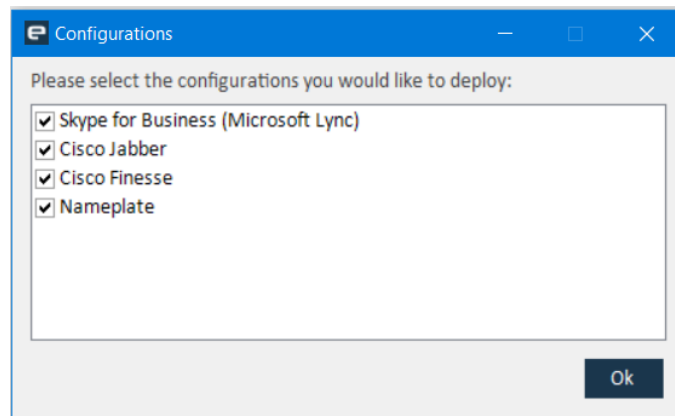 Configurations
Please select the configurations you would like to deploy:
Skype for Business (Microsoft Lync)
Cisco Jabber
Cisco Finesse
Nameplate
Ok